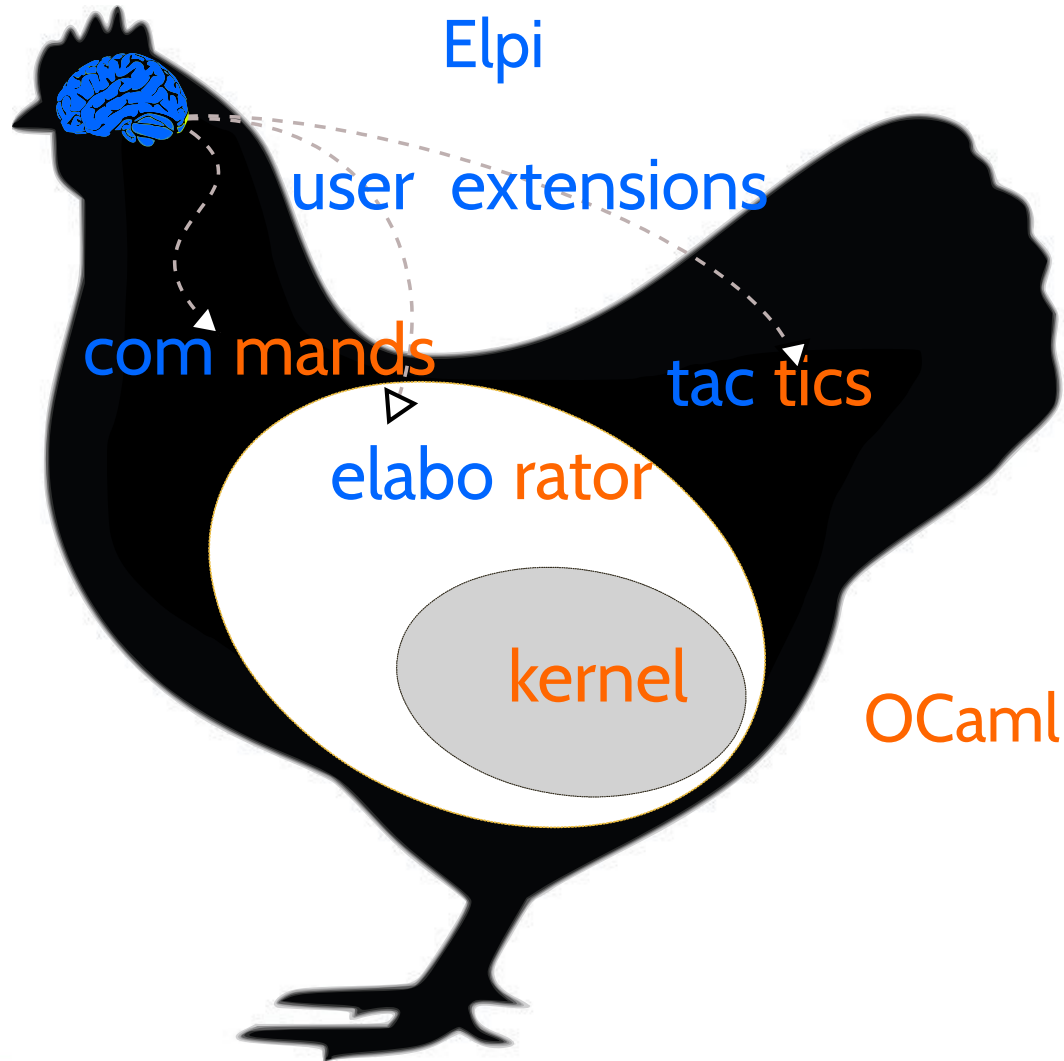 Elpi
user extensions
com mands
tac tics
elabo rator
kernel
OCaml